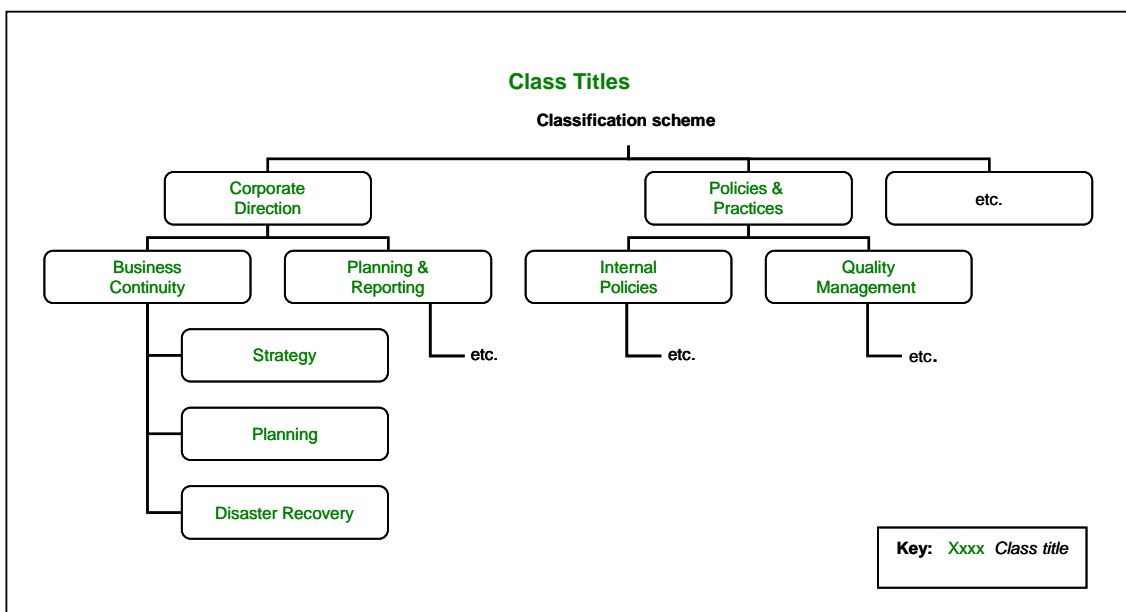 Class Titles
Classification scheme
Corporate
Direction
Policies &
Practices
etc.
Business
Continuity
Planning &
Reporting
Internal
Policies
Quality
Management
Strategy
etc.
etc.
etc.
Planning
Disaster Recovery
Key: Xxxx Class title